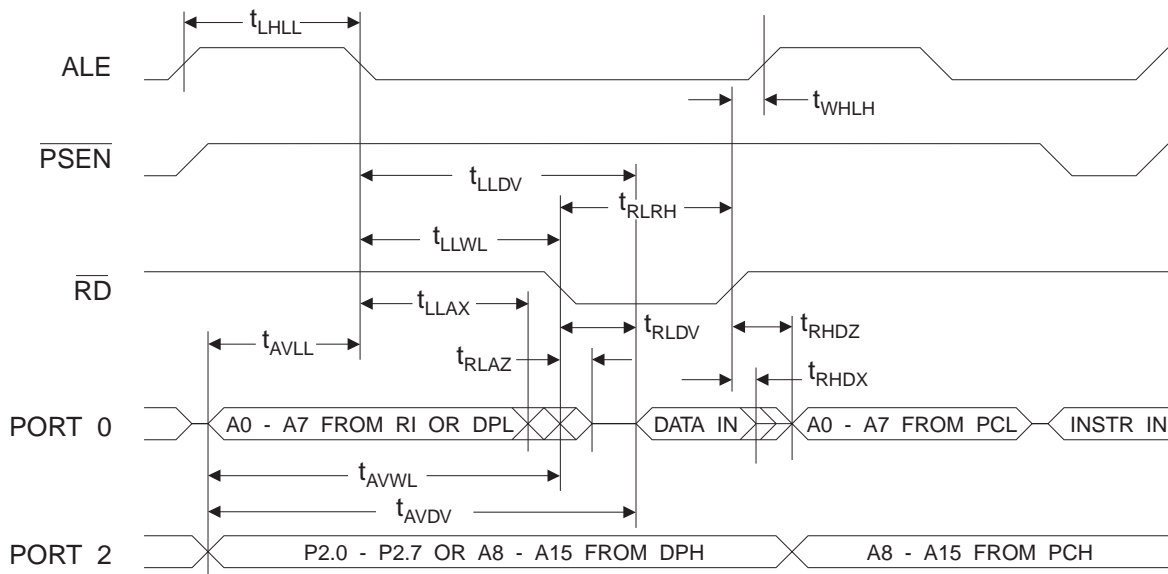 tLHLL
ALE
tWHLH
PSEN
tLLDV
tRLRH
tLLWL
RD
tLLAX
tRLDV
tRHDZ
tAVLL
tRLAZ
tRHDX
PORT 0
A0 - A7 FROM RI OR DPL
DATA IN
A0 - A7 FROM PCL
INSTR IN
tAVWL
tAVDV
PORT 2
P2.0 - P2.7 OR A8 - A15 FROM DPH
A8 - A15 FROM PCH